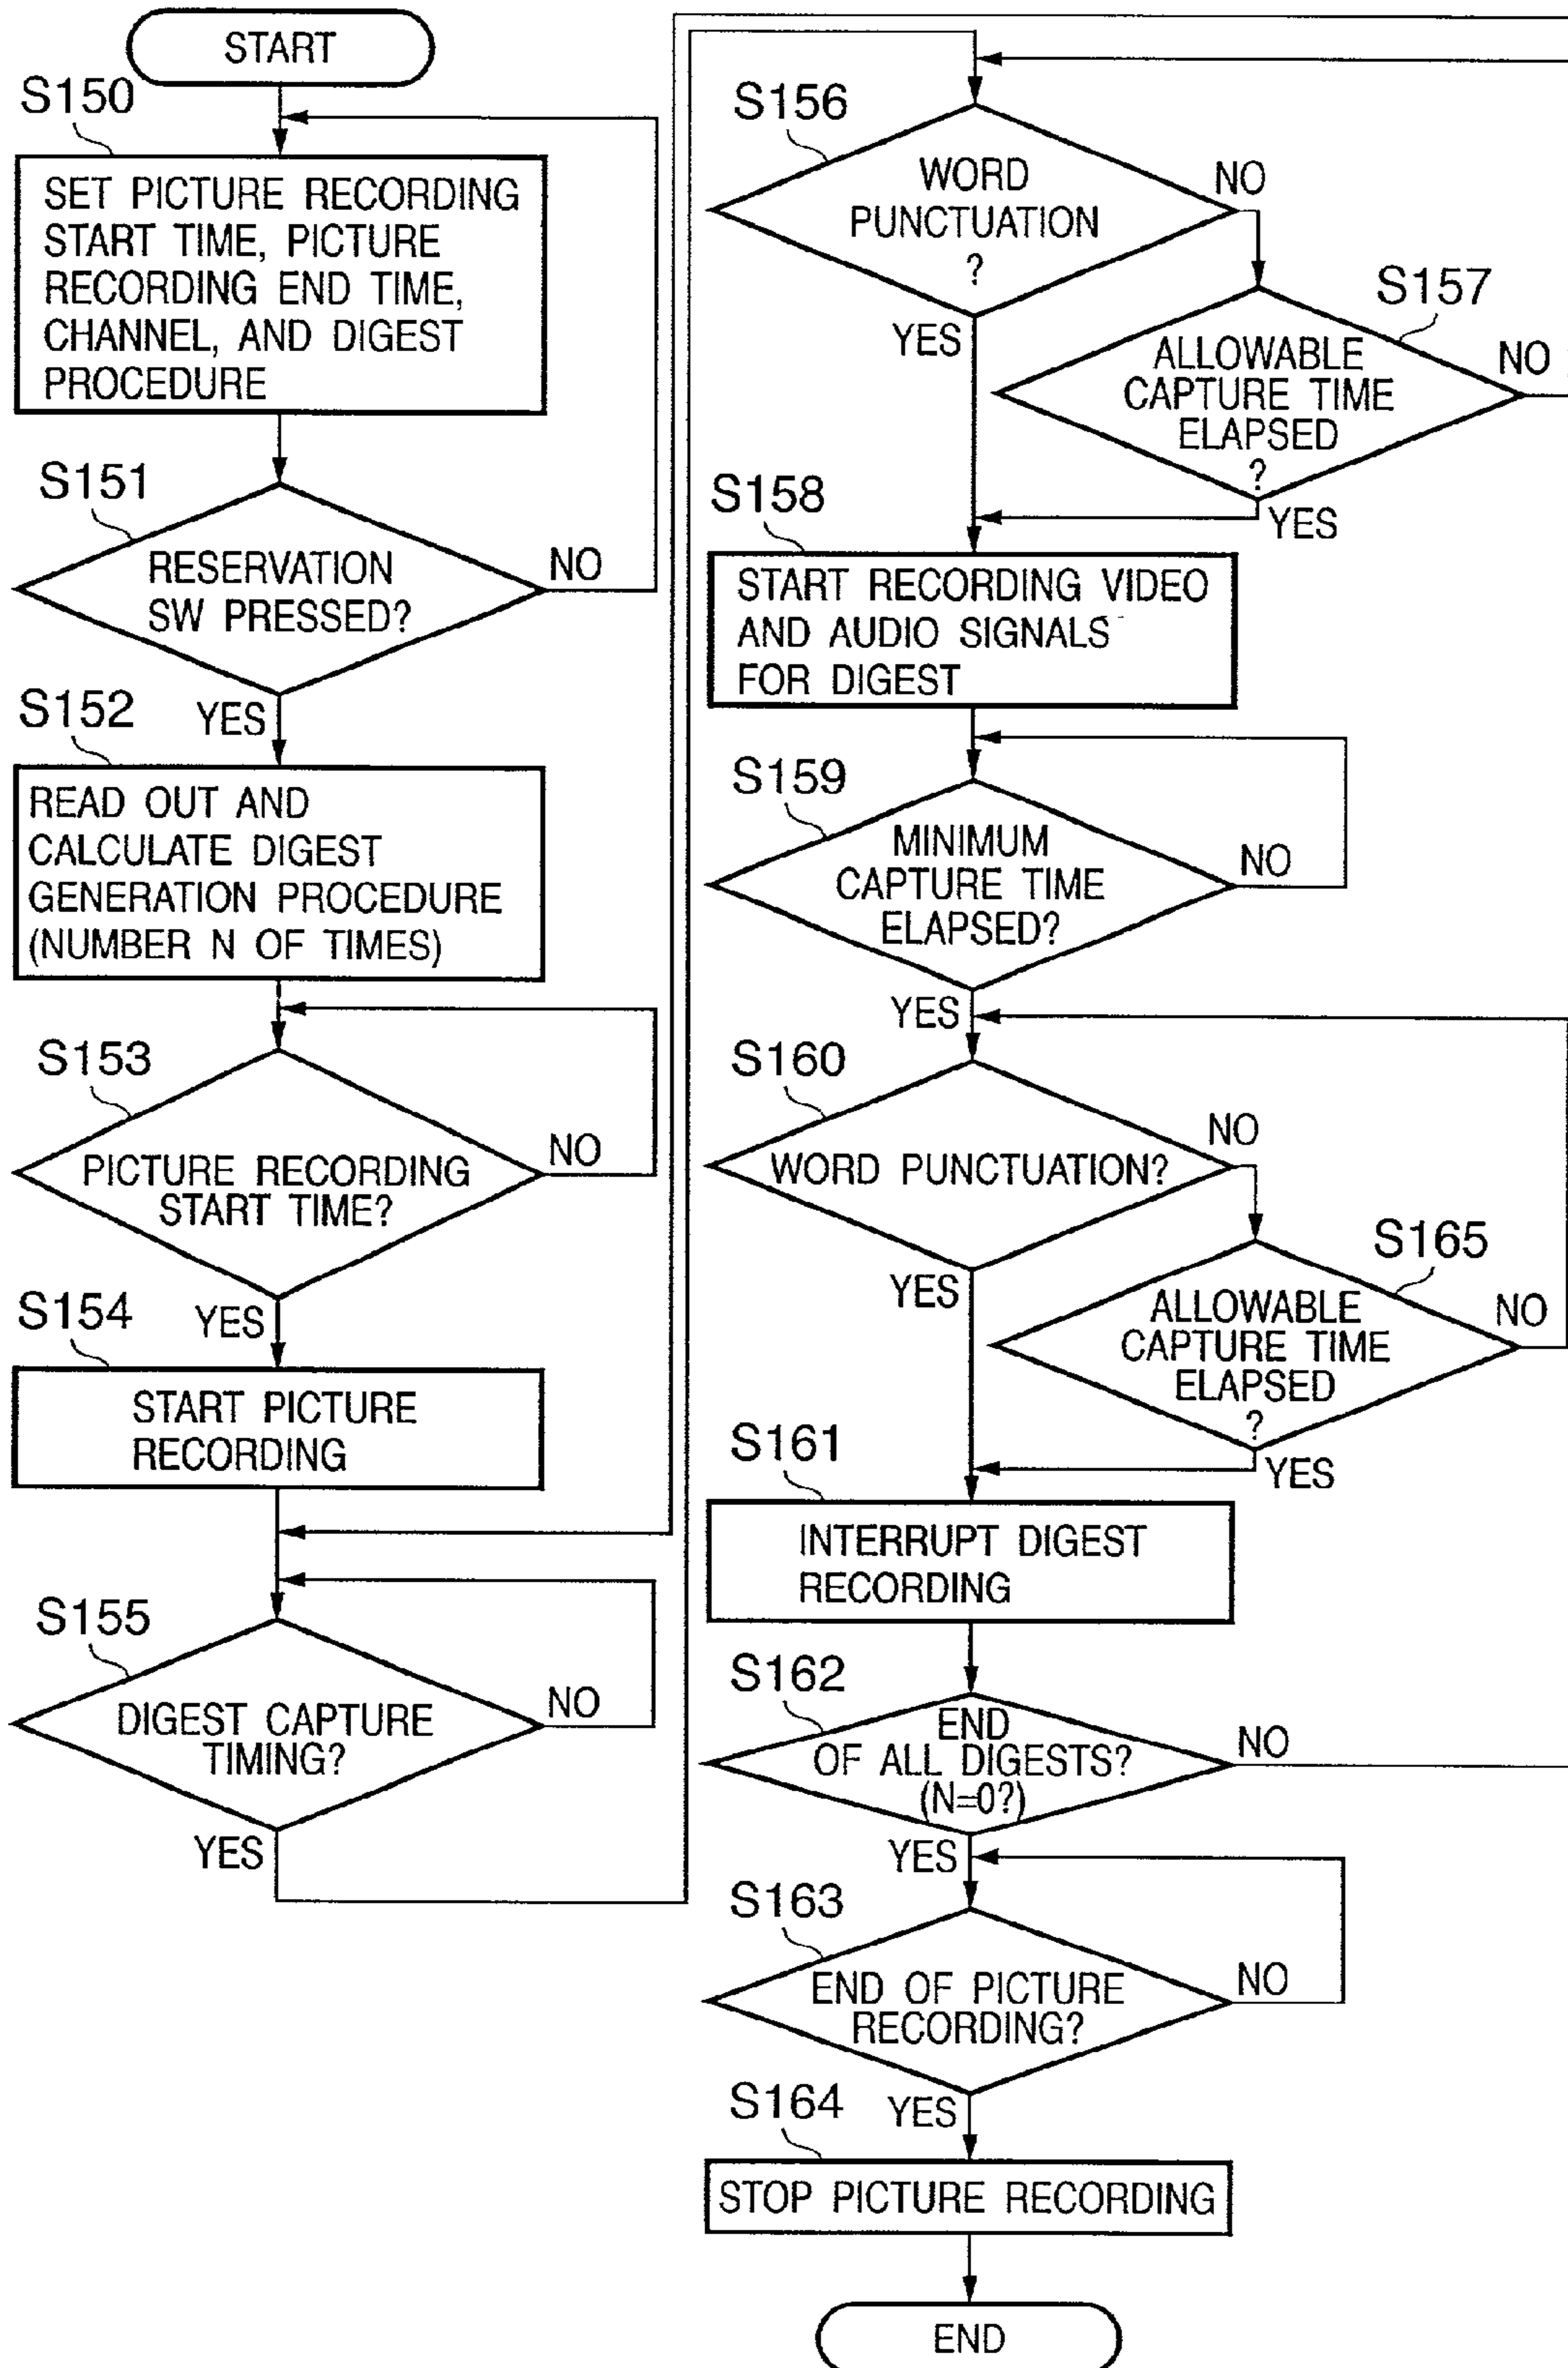 START
S150
SET PICTURE RECORDING
START TIME, PICTURE
RECORDING END TIME,
CHANNEL, AND DIGEST
PROCEDURE
S151
RESERVATION
SW PRESSED?
NO
YES
S152
READ OUT AND
CALCULATE DIGEST
GENERATION PROCEDURE
(NUMBER N OF TIMES)
S153
PICTURE RECORDING
START TIME?
NO
YES
S154
START PICTURE
RECORDING
S155
DIGEST CAPTURE
TIMING?
NO
YES
S156
WORD
PUNCTUATION
?
NO
YES
S157
ALLOWABLE
CAPTURE TIME
ELAPSED
?
NO
YES
S158
START RECORDING VIDEO
AND AUDIO SIGNALS
FOR DIGEST
S159
MINIMUM
CAPTURE TIME
ELAPSED?
NO
YES
S160
WORD PUNCTUATION?
NO
YES
S165
ALLOWABLE
CAPTURE TIME
ELAPSED
?
NO
YES
S161
INTERRUPT DIGEST
RECORDING
S162
END
OF ALL DIGESTS?
(N=0?)
NO
YES
S163
END OF PICTURE
RECORDING?
NO
YES
S164
STOP PICTURE RECORDING
END